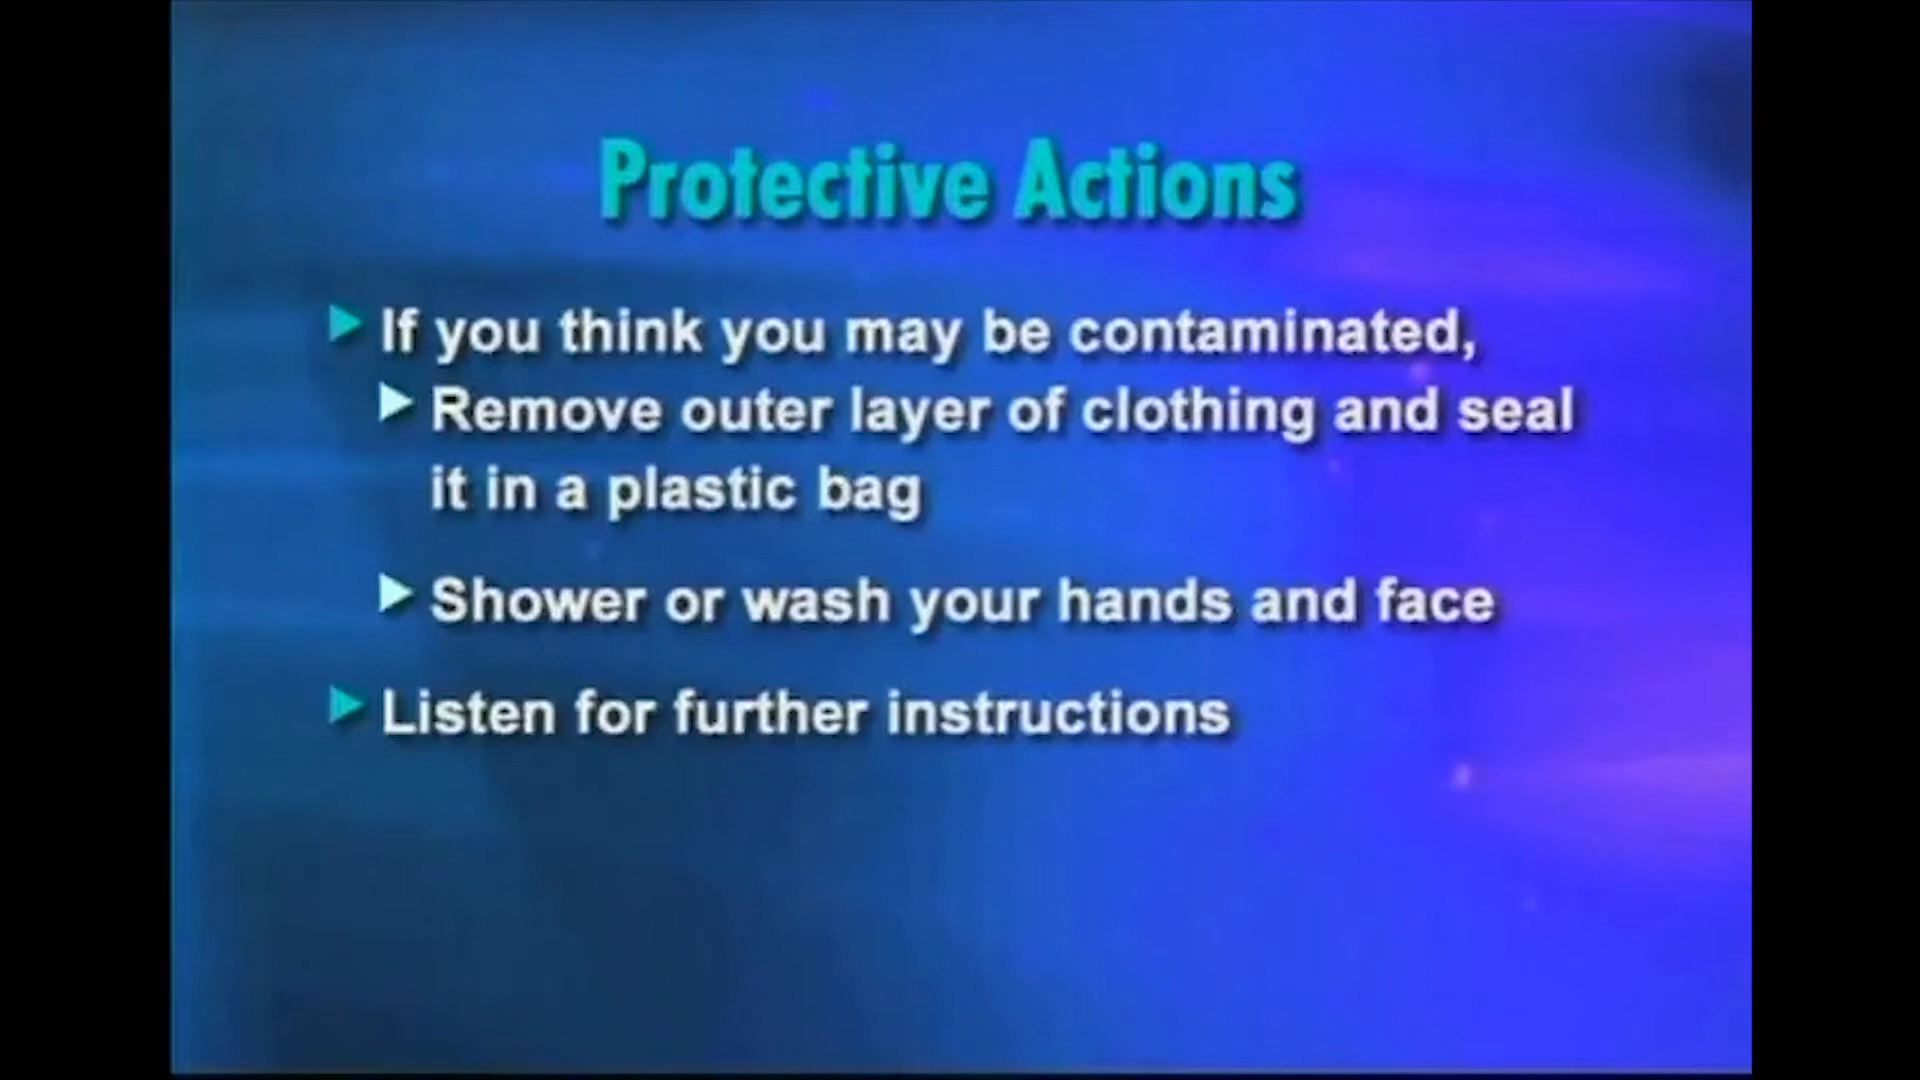 Protective Actions
If you think you may be contaminated,
Remove outer layer of clothing and seal
it in a plastic bag
Shower or wash your hands and face
Listen for further instructions